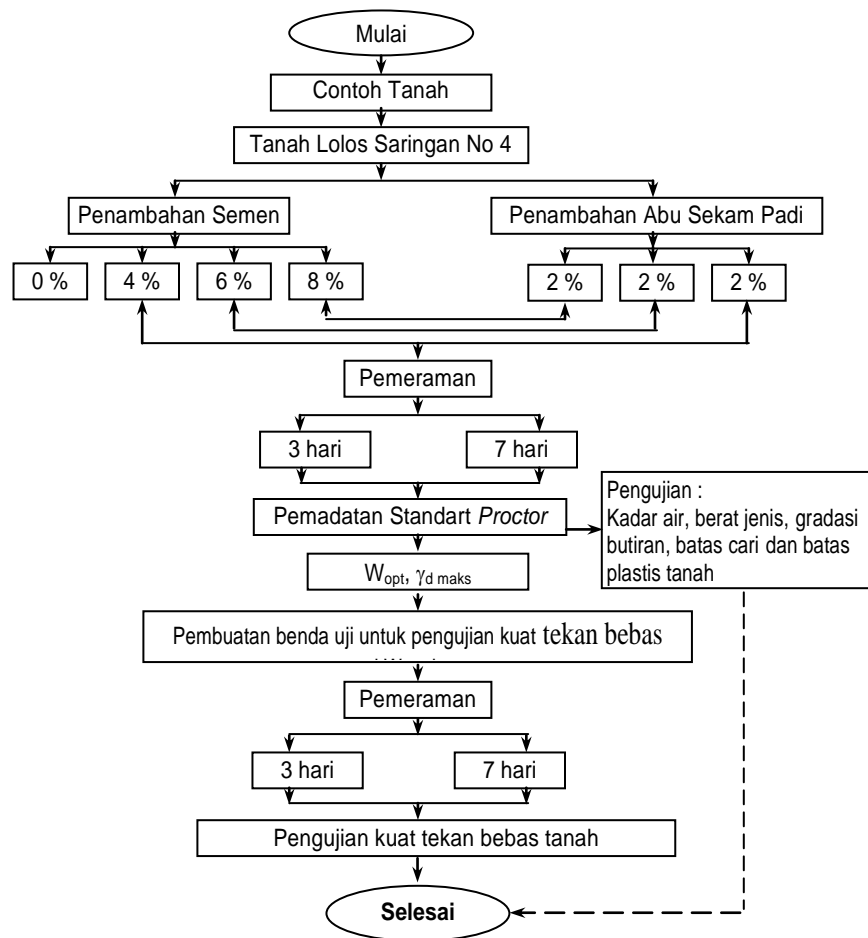 Mulai
Contoh Tanah
Tanah Lolos Saringan No 4
Penambahan Semen
Penambahan Abu Sekam Padi
0 %
4 %
6 %
8 %
2 %
2 %
2 %
Pemeraman
3 hari
7 hari
Pemadatan Standart Proctor
Pengujian :
Kadar air, berat jenis, gradasi
butiran, batas cari dan batas
plastis tanah
Wopt, γd maks
Pembuatan benda uji untuk pengujian kuat tekan bebas
Pemeraman
3 hari
7 hari
Pengujian kuat tekan bebas tanah
Selesai